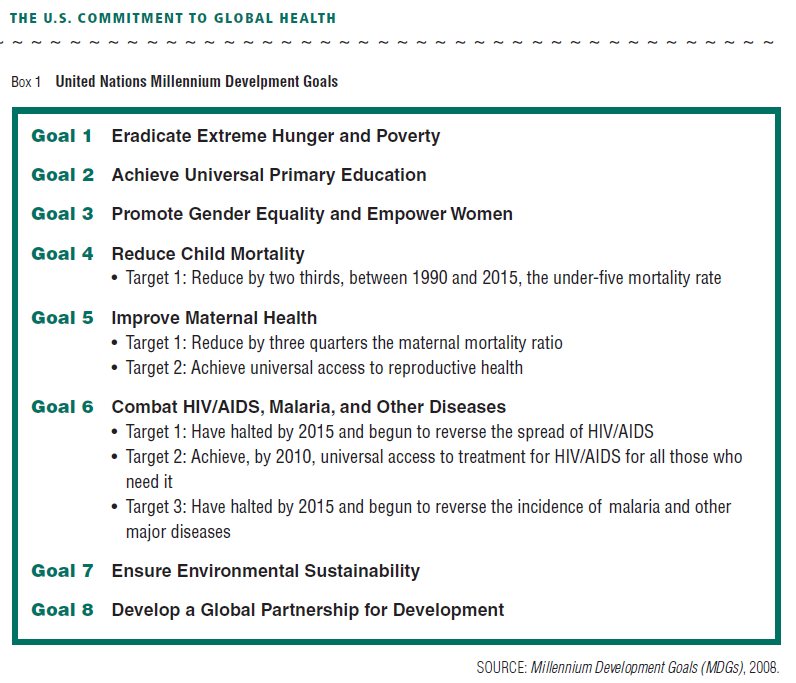 THE U.S. COMMITMENT TO GLOBAL HEALTH
Box 1 United Nations Millennium Develpment Goals
Goal 1 Eradicate Extreme Hunger and Poverty
Goal 2 Achieve Universal Primary Education
Goal 3 Promote Gender Equality and Empower Women
Goal 4 Reduce Child Mortality
• Target 1: Reduce by two thirds, between 1990 and 2015, the under-five mortality rate
Goal 5 Improve Maternal Health
• Target 1: Reduce by three quarters the maternal mortality ratio
• Target 2: Achieve universal access to reproductive health
Goal 6 Combat HIV/AIDS, Malaria, and Other Diseases
• Target 1: Have halted by 2015 and begun to reverse the spread of HIV/AIDS
• Target 2: Achieve, by 2010, universal access to treatment for HIV/AIDS for all those who
need it
• Target 3: Have halted by 2015 and begun to reverse the incidence of malaria and other
major diseases
Goal 7 Ensure Environmental Sustainability
Goal 8 Develop a Global Partnership for Development
SOURCE: Millennium Development Goals (MDGs), 2008.